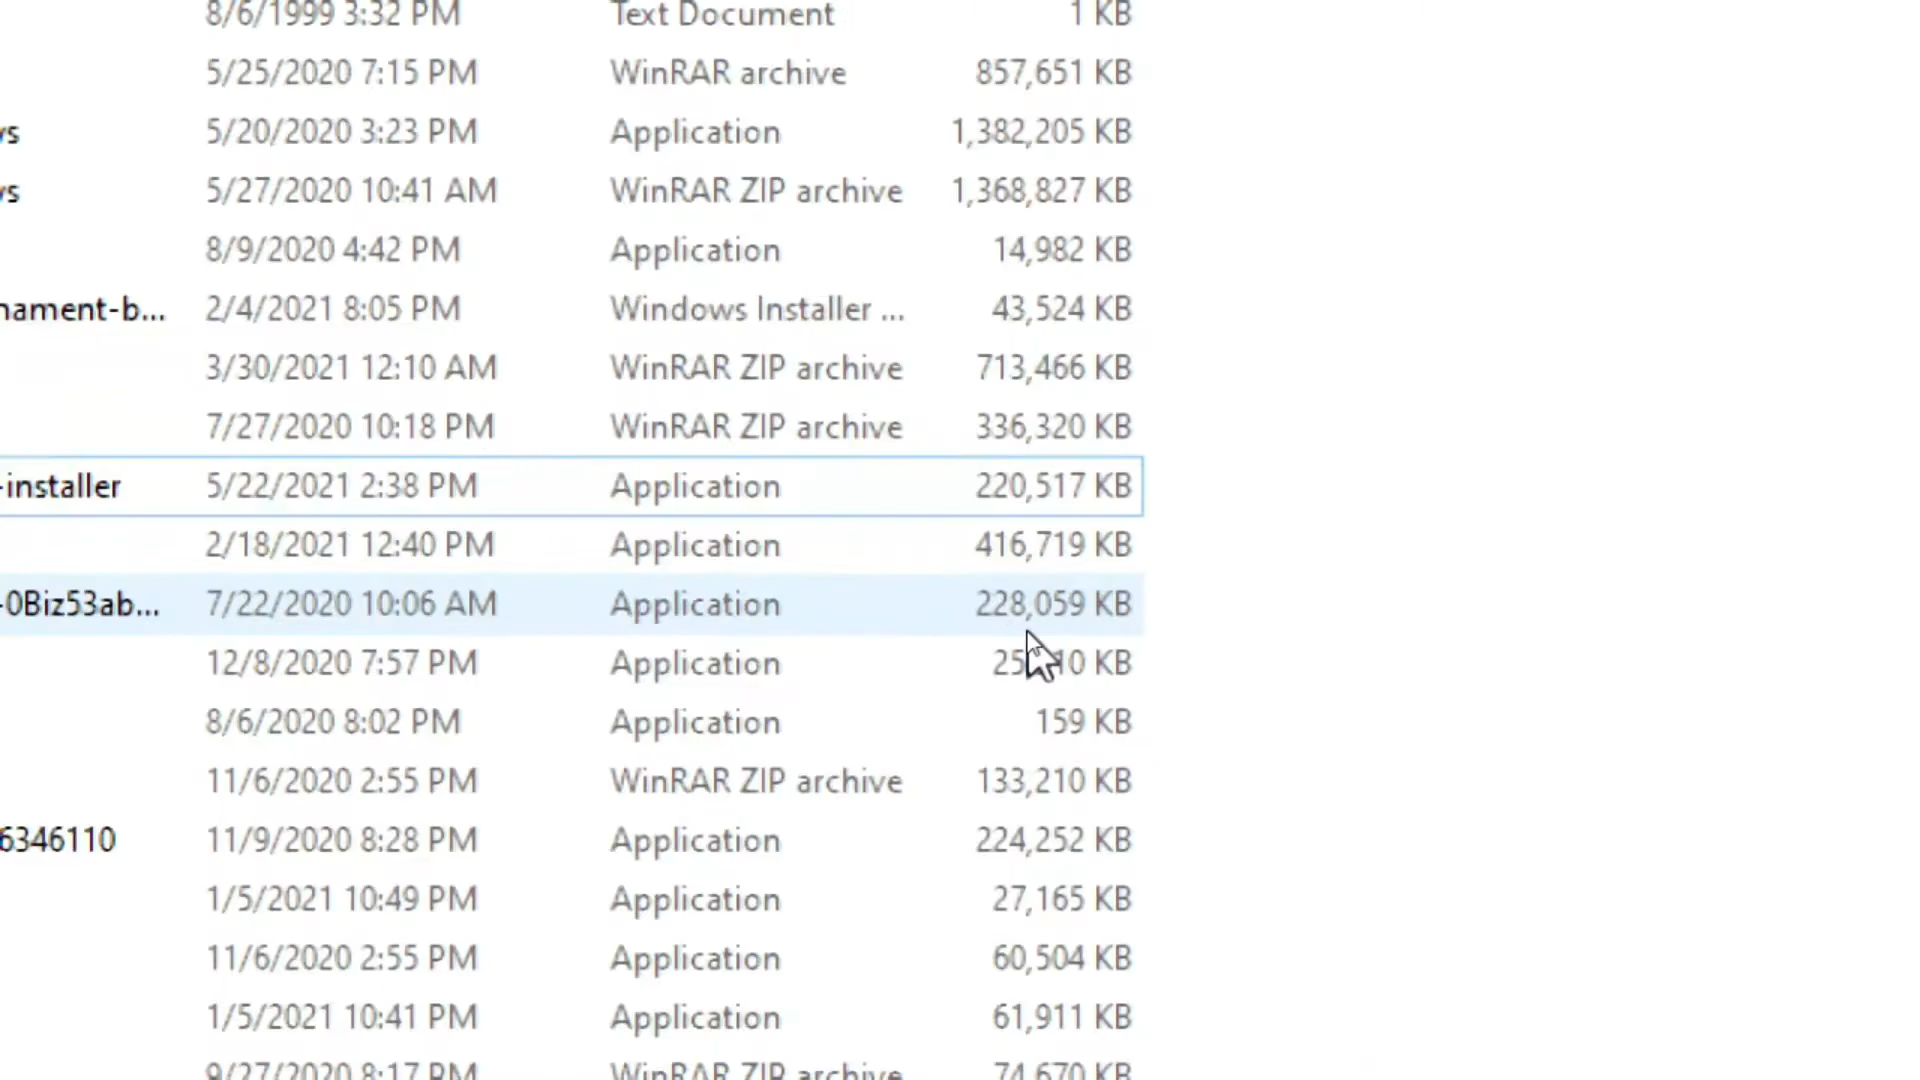 8/6/1999 3:32 PM Text Document 1 KB
5/25/2020 7:15 PM WinRAR archive 857,651 KB
vs 5/20/2020 3:23 PM Application 1,382,205 KB
vs 5/27/2020 10:41 AM WinRAR ZIP archive 1,368,827 KB
8/9/2020 4:42 PM Application 14,982 KB
nament-b... 2/4/2021 8:05 PM Windows Installer ... 43,524 KB
3/30/2021 12:10 AM WinRAR ZIP archive 713,466 KB
7/27/2020 10:18 PM WinRAR ZIP archive 336,320 KB
-installer 5/22/2021 2:38 PM Application 220,517 KB
2/18/2021 12:40 PM Application 416,719 KB
-0Biz53ab... 7/22/2020 10:06 AM Application 228,059 KB
12/8/2020 7:57 PM Application KB
8/6/2020 8:02 PM Application 159 KB
11/6/2020 2:55 PM WinRAR ZIP archive 133,210 KB
6346110 11/9/2020 8:28 PM Application 224,252 KB
1/5/2021 10:49 PM Application 27,165 KB
11/6/2020 2:55 PM Application 60,504 KB
1/5/2021 10:41 PM Application 61,911 KB
9/27/2020 8:17 PM WinRAR ZIP archive 74,670 KB